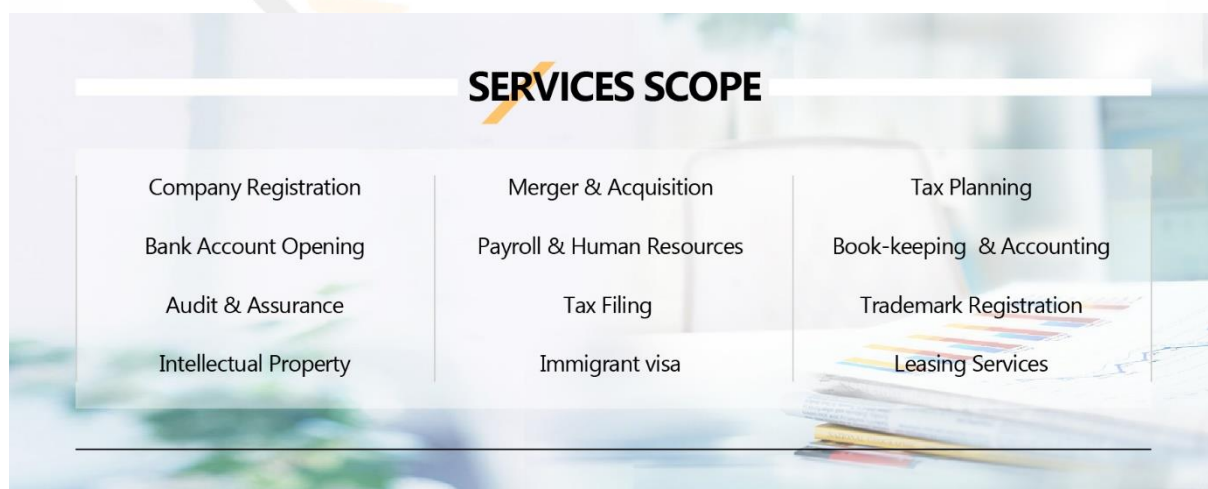 SERVICES SCOPE
Company Registration
Merger & Acquisition
Tax Planning
Bank Account Opening
Payroll & Human Resources
Book-keeping & Accounting
Audit & Assurance
Tax Filing
Trademark Registration
Intellectual Property
Immigrant visa
Leasing Services